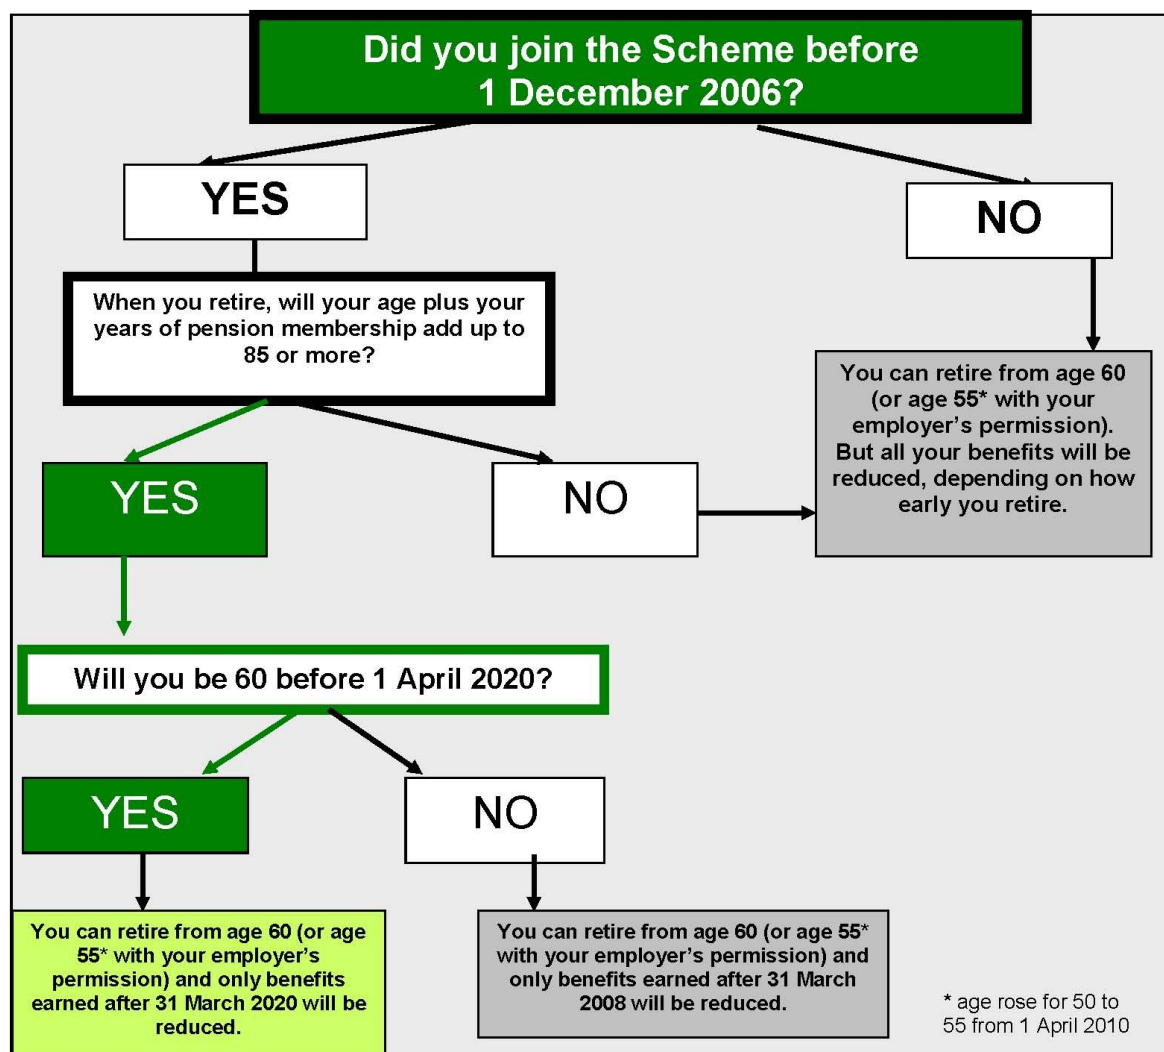 Did you join the Scheme before
1 December 2006?
YES
NO
When you retire, will your age plus your
years of pension membership add up to
85 or more?
You can retire from age 60
(or age 55* with your
employer's permission).
But all your benefits will be
reduced, depending on how
early you retire.
YES
NO
Will you be 60 before 1 April 2020?
YES
NO
You can retire from age 60 (or age
55* with your employer's
permission) and only benefits
earned after 31 March 2020 will be
reduced.
You can retire from age 60 (or age 55*
with your employer's permission) and
only benefits earned after 31 March
2008 will be reduced.
* age rose for 50 to
55 from 1 April 2010